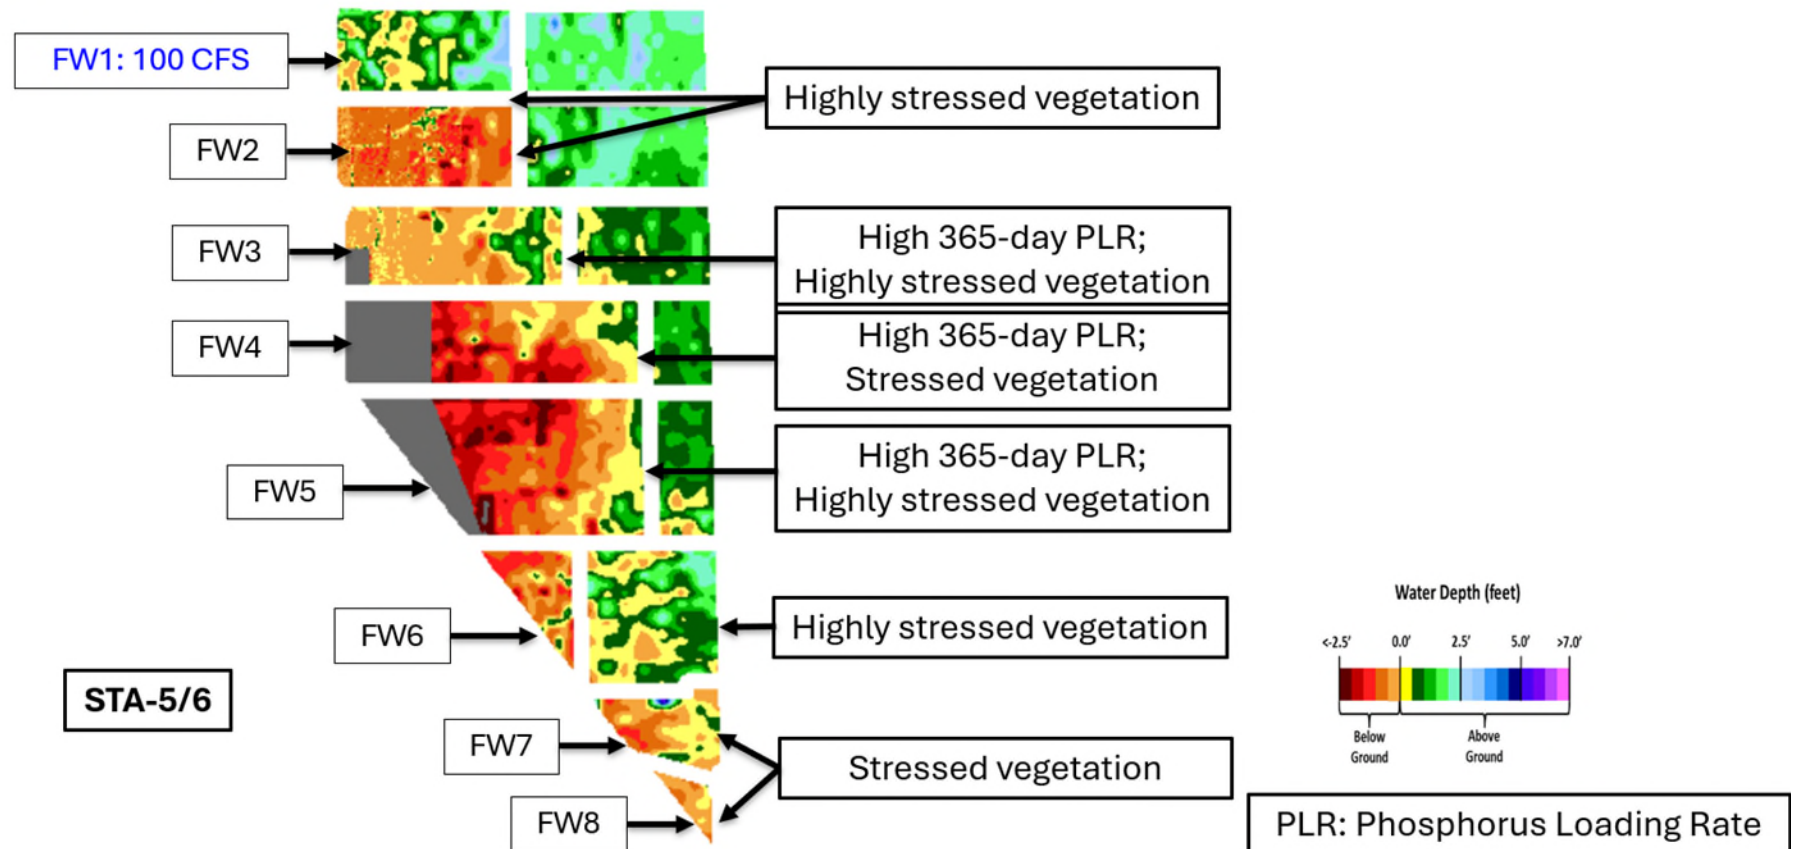 FW1: 100 CFS
Highly stressed vegetation
FW2
FW3
High 365-day PLR;
Highly stressed vegetation
FW4
High 365-day PLR;
Stressed vegetation
FW5
High 365-day PLR;
Highly stressed vegetation
FW6
Highly stressed vegetation
STA-5/6
FW7
Stressed vegetation
FW8
Water Depth (feet)
<-2.5' 0.0' 2.5' 5.0' >7.0'
Below Above
Ground Ground
PLR: Phosphorus Loading Rate